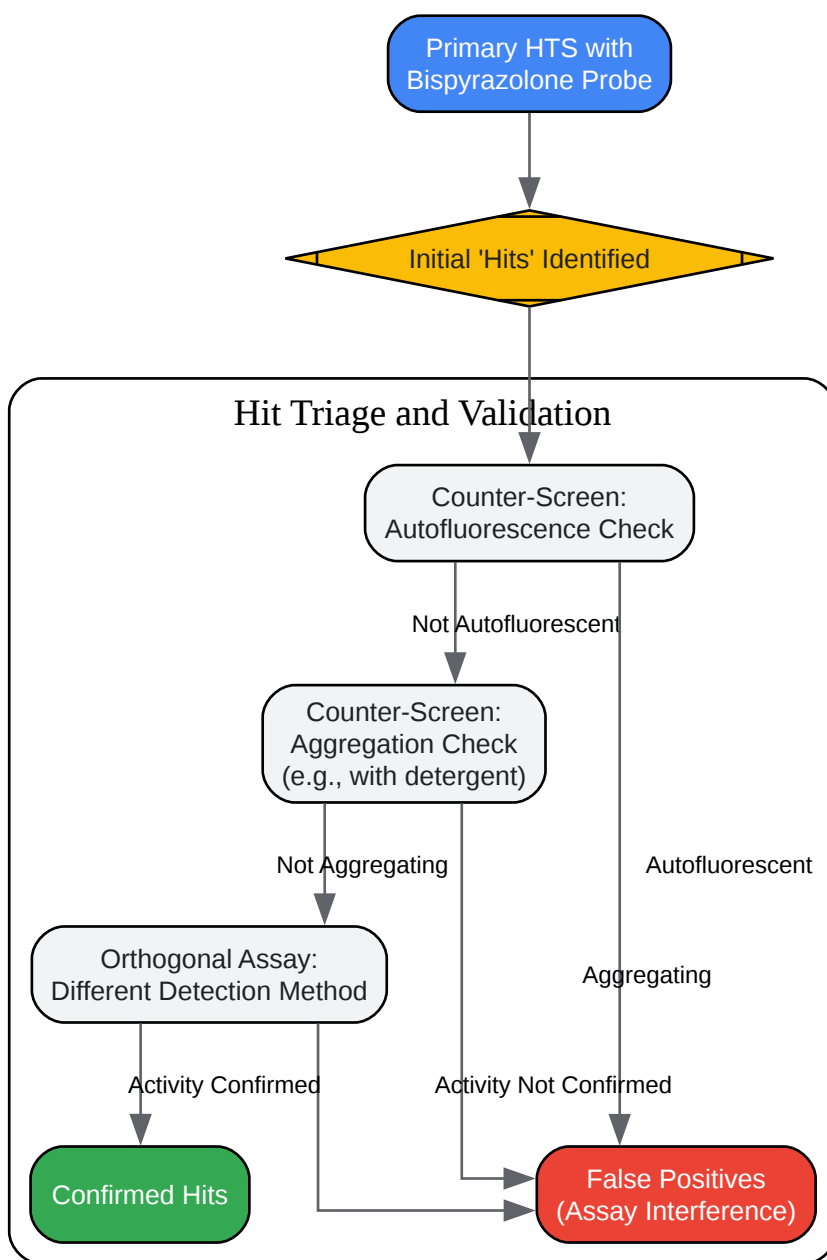 Primary HTS with
Bispyrazolone Probe
Initial 'Hits' Identified
Hit Triage and Validation
Counter-Screen:
Autofluorescence Check
Not Autofluorescent
Counter-Screen:
Aggregation Check
(e.g., with detergent)
Not Aggregating
Autofluorescent
Orthogonal Assay:
Different Detection Method
Aggregating
Activity Confirmed
Activity Not Confirmed
Confirmed Hits
False Positives
(Assay Interference)